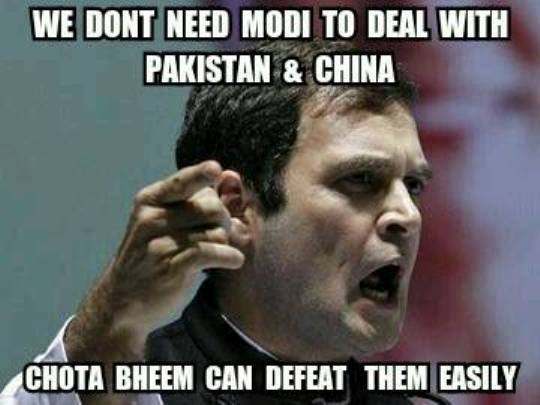 WE DONT NEED MODI TO DEAL WITH
PAKISTAN & CHINA
CHOTA BHEEM CAN DEFEAT THEM EASILY